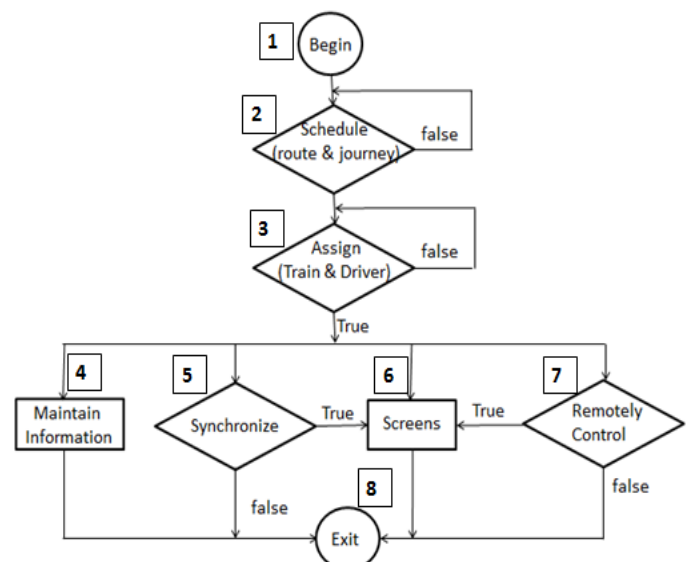 1
Begin
2
Schedule
(route & journey)
false
3
Assign
(Train & Driver)
false
True
4
5
6
7
Maintain
Information
Synchronize
True
Screens
True
Remotely
Control
false
8
false
Exit